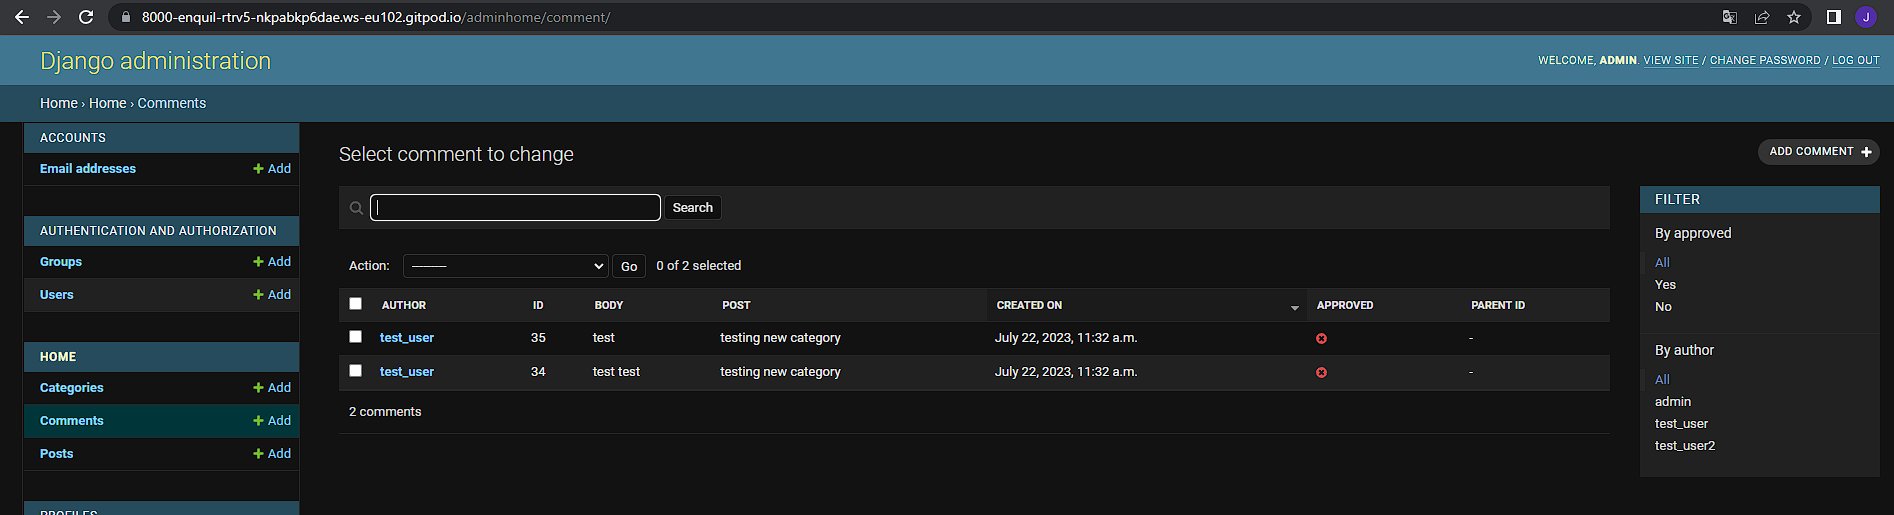 8000-enquil-rtrv5-nkpabkp6dae.ws-eu102.gitpod.io/adminhome/comment/
J
Django administration
WELCOME, ADMIN. VIEW SITE / CHANGE PASSWORD / LOG OUT
Home › Home › Comments
ACCOUNTS
Email addresses + Add
AUTHENTICATION AND AUTHORIZATION
Groups + Add
Users + Add
HOME
Categories + Add
Comments + Add
Posts + Add
PROFILES
Select comment to change
ADD COMMENT +
Search
Action: --------- Go 0 of 2 selected
AUTHOR ID BODY POST CREATED ON APPROVED PARENT ID
test_user 35 test testing new category July 22, 2023, 11:32 a.m. -
test_user 34 test test testing new category July 22, 2023, 11:32 a.m. -
2 comments
FILTER
By approved
All
Yes
No
By author
All
admin
test_user
test_user2